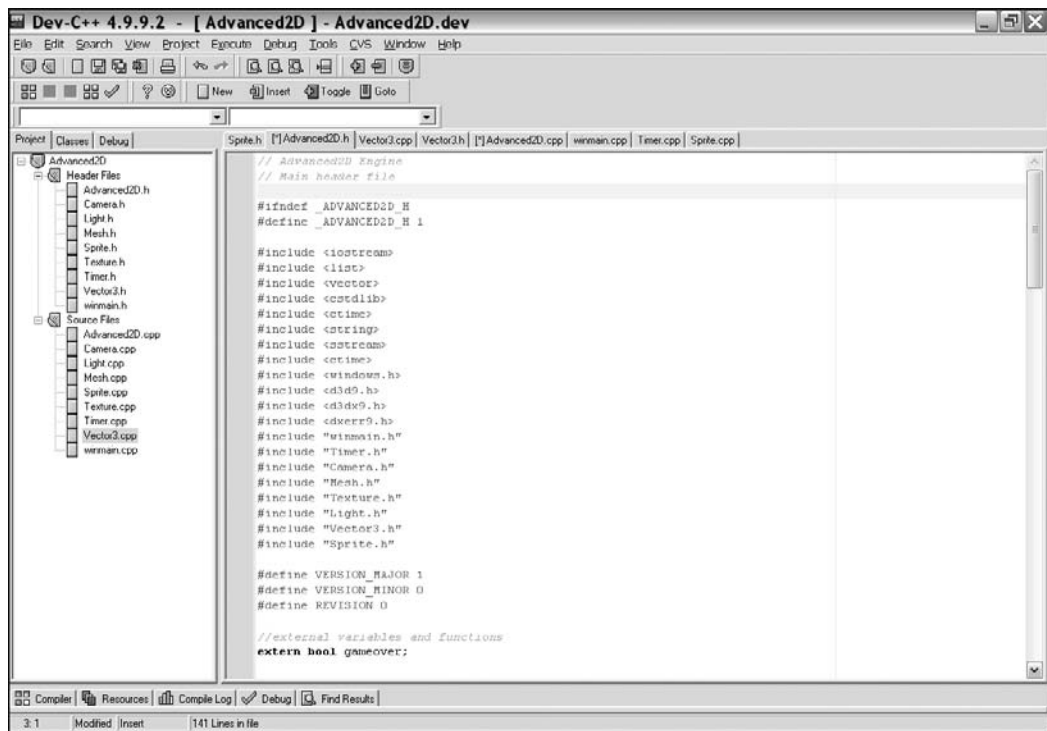 Dev-C++ 4.9.9.2 - [ Advanced2D ] - Advanced2D.dev
File Edit Search View Project Execute Debug Tools CVS Window Help
New Insert Toggle Goto
Project Classes Debug
Sprite.h [*] Advanced2D.h Vector3.cpp Vector3.h [*] Advanced2D.cpp winmain.cpp Timer.cpp Sprite.cpp
Advanced2D
Header Files
Advanced2D.h
Camera.h
Light.h
Mesh.h
Sprite.h
Texture.h
Timer.h
Vector3.h
winmain.h
Source Files
Advanced2D.cpp
Camera.cpp
Light.cpp
Mesh.cpp
Sprite.cpp
Texture.cpp
Timer.cpp
Vector3.cpp
winmain.cpp
// Advanced2D Engine
// Main header file
#ifndef _ADVANCED2D_H
#define _ADVANCED2D_H 1
#include <iostream>
#include <list>
#include <vector>
#include <cstdlib>
#include <ctime>
#include <string>
#include <sstream>
#include <ctime>
#include <windows.h>
#include <d3d9.h>
#include <d3dx9.h>
#include <dxerr9.h>
#include "winmain.h"
#include "Timer.h"
#include "Camera.h"
#include "Mesh.h"
#include "Texture.h"
#include "Light.h"
#include "Vector3.h"
#include "Sprite.h"
#define VERSION_MAJOR 1
#define VERSION_MINOR 0
#define REVISION 0
//external variables and functions
extern bool gameover;
Compiler Resources Compile Log Debug Find Results
3: 1 Modified Insert 141 Lines in file